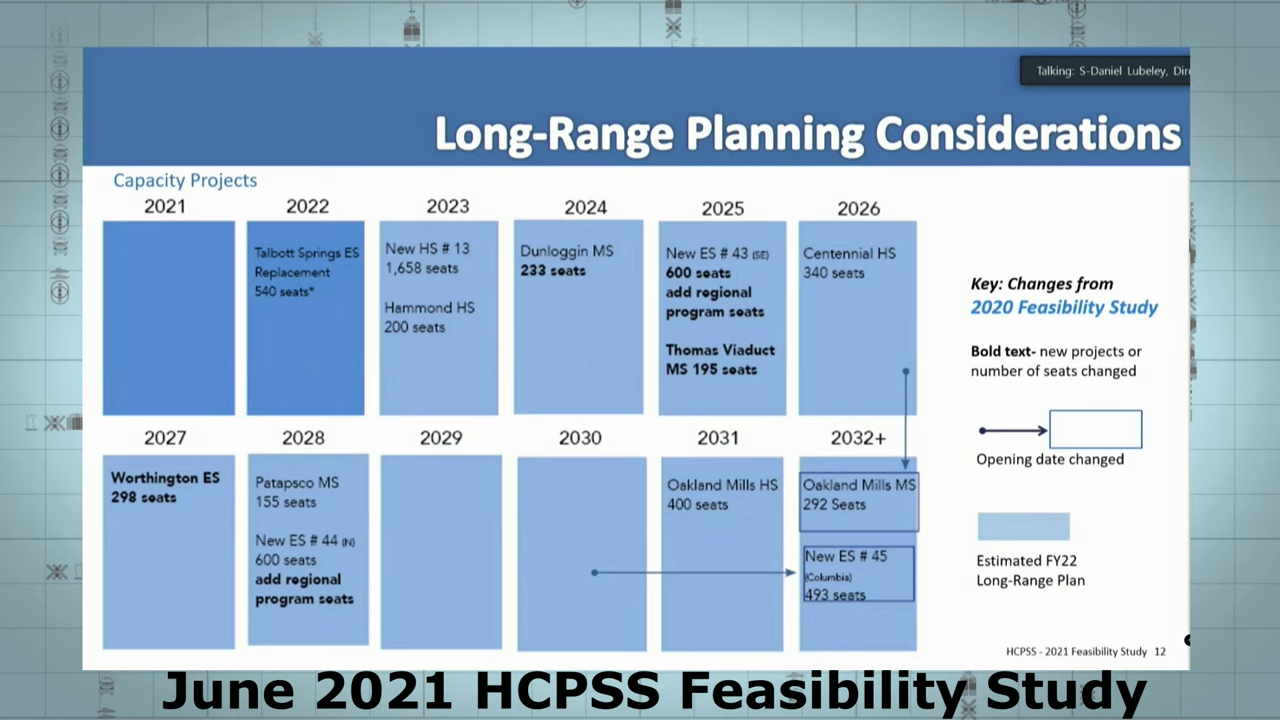 Talking: S-Daniel Lubeley,
Long-Range Planning Considerations
Capacity Projects
2021
2022
Talbott Springs ES
Replacement
540 seats*
2023
New HS # 13
1,658 seats
Hammond HS
200 seats
2024
Dunloggin MS
233 seats
2025
New ES # 43 (SE)
600 seats
add regional
program seats
Thomas Viaduct
MS 195 seats
2026
Centennial HS
340 seats
2027
Worthington ES
298 seats
2028
Patapsco MS
155 seats
New ES # 44 (N)
600 seats
add regional
program seats
2029
2030
2031
Oakland Mills HS
400 seats
2032+
Oakland Mills MS
292 Seats
New ES # 45
(Columbia)
493 seats
Key: Changes from
2020 Feasibility Study
Bold text- new projects or
number of seats changed
Opening date changed
Estimated FY22
Long-Range Plan
HCPSS - 2021 Feasibility Study 12
June 2021 HCPSS Feasibility Study